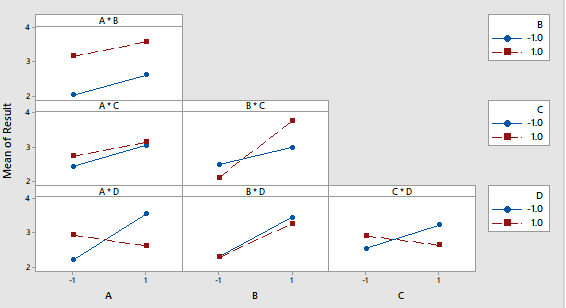 A * B
B
4
-1.0
3
1.0
2
A * C
B * C
C
4
-1.0
3
1.0
2
A * D
B * D
C * D
D
4
-1.0
3
1.0
2
-1 1 -1 1 -1 1
A B C
Mean of Result